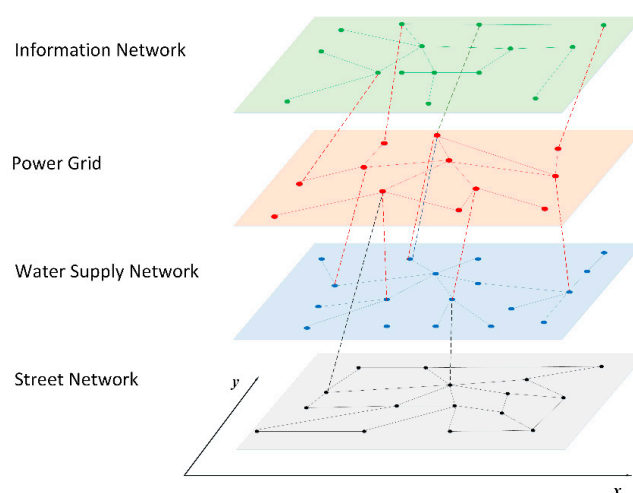 Information Network
Power Grid
Water Supply Network
Street Network
y
x